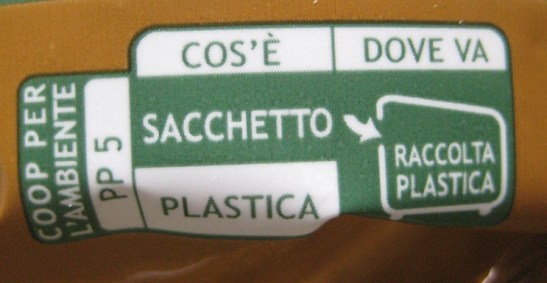 COOP PER
L'AMBIENTE
PP 5
COS'È
DOVE VA
SACCHETTO
PLASTICA
RACCOLTA
PLASTICA